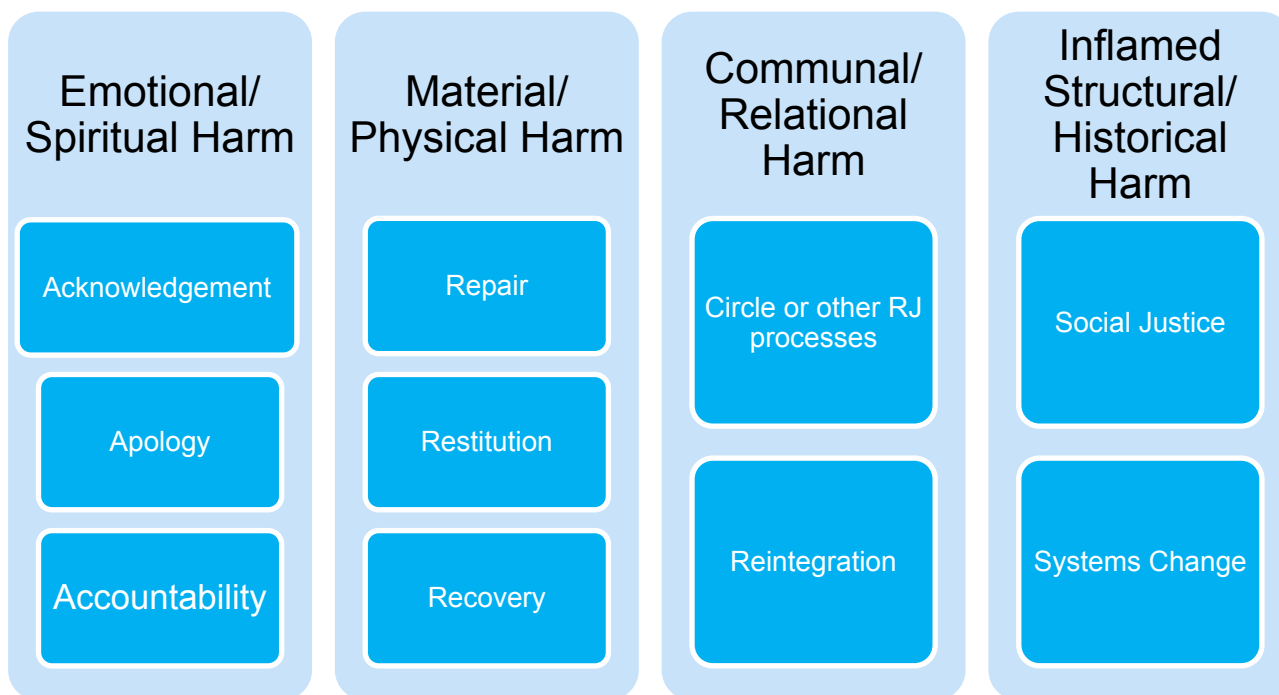 Emotional/
Spiritual Harm
Acknowledgement
Apology
Accountability
Material/
Physical Harm
Repair
Restitution
Recovery
Communal/
Relational
Harm
Circle or other RJ
processes
Reintegration
Inflamed
Structural/
Historical
Harm
Social Justice
Systems Change